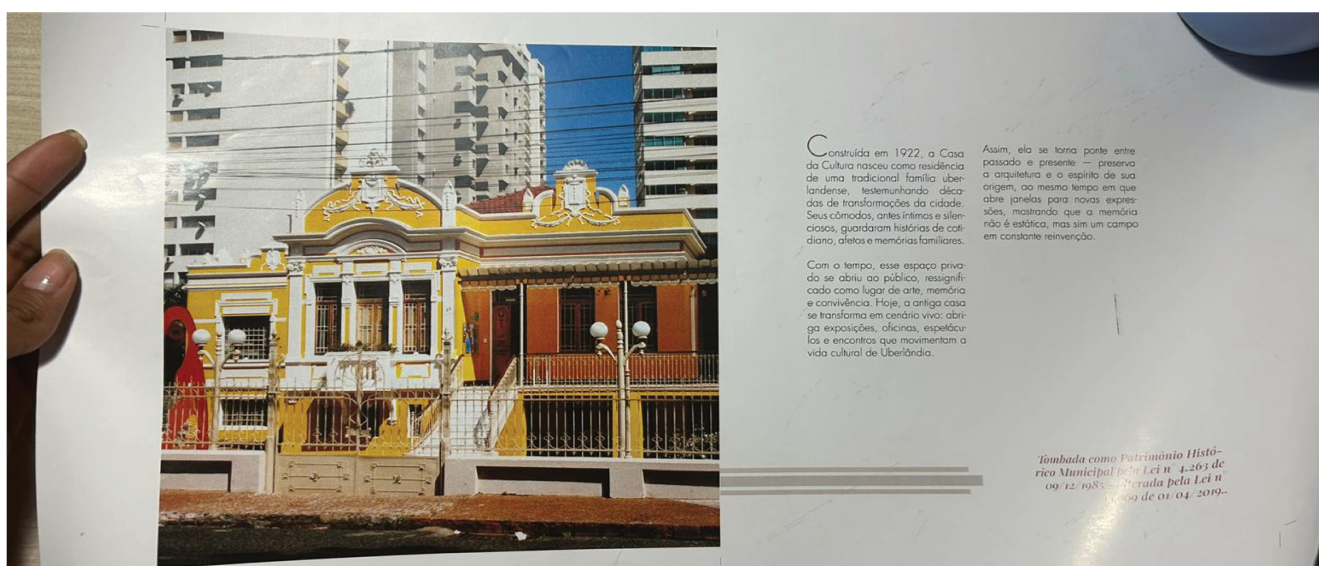 Construída em 1922, a Casa
da Cultura nasceu como residência
de uma tradicional família uber-
landense, testemunhando déca-
das de transformações da cidade.
Seus cômodos, antes íntimos e silen-
ciosos, guardaram histórias de coti-
diano, afetos e memórias familiares.
Com o tempo, esse espaço priva-
do se abriu ao público, ressignifi-
cado como lugar de arte, memória
e convivência. Hoje, a antiga casa
se transforma em cenário vivo: abri-
ga exposições, oficinas, espetácu-
los e encontros que movimentam a
vida cultural de Uberlândia.
Assim, ela se torna ponte entre
passado e presente — preserva
a arquitetura e o espírito de sua
origem, ao mesmo tempo em que
abre janelas para novas expres-
sões, mostrando que a memória
não é estática, mas sim um campo
em constante reinvenção.
Tombada como Patrimônio Histó-
rico Municipal pela Lei nº 4.263 de
09/12/1985 – alterada pela Lei nº
de 01/04/2019..